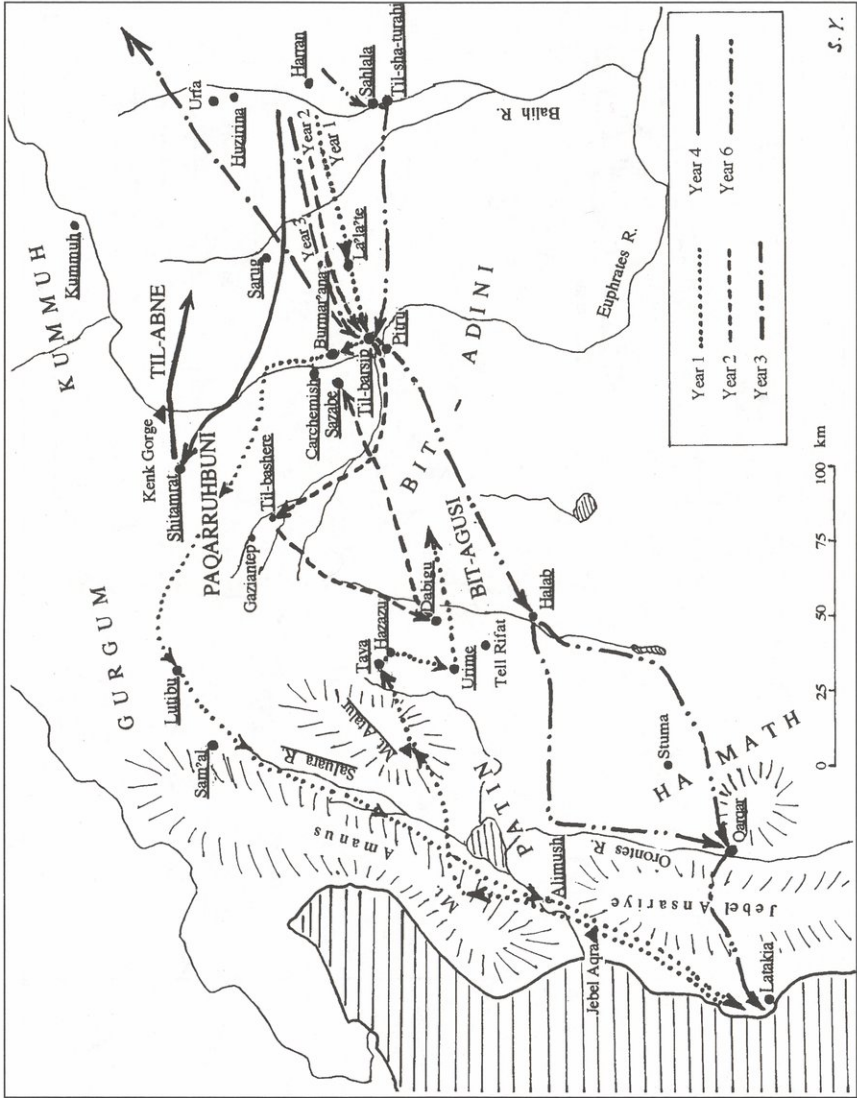 KUMMUH
Kummuh
Urfa
Huzirina
Harran
Sahlala
Til-sha-turahi
Balih R.
Kenk Gorge
TIL-ABNE
Shitamrat
Sarug
Year 3
Year 2
Year 1
La'la'te
Burmar'ana
Carchemish
Sazabe
Til-barsip
Pitru
BIT - ADINI
Euphrates R.
GURGUM
PAQARRUHBUNI
Til-bashere
Gaziantep
Lutibu
Sam'al
Saluara R.
Mt. Atalur
Mt. Amanus
Tava
Hazazu
Dabigu
Urime
Tell Rifat
BIT-AGUSI
Halab
PATIN
Alimush
Jebel Aqra
Orontes R.
Stuma
HAMATH
Qarqar
Jebel Ansariye
Latakia
0 25 50 75 100 km
Year 1
Year 2
Year 3
Year 4
Year 6
S. Y.